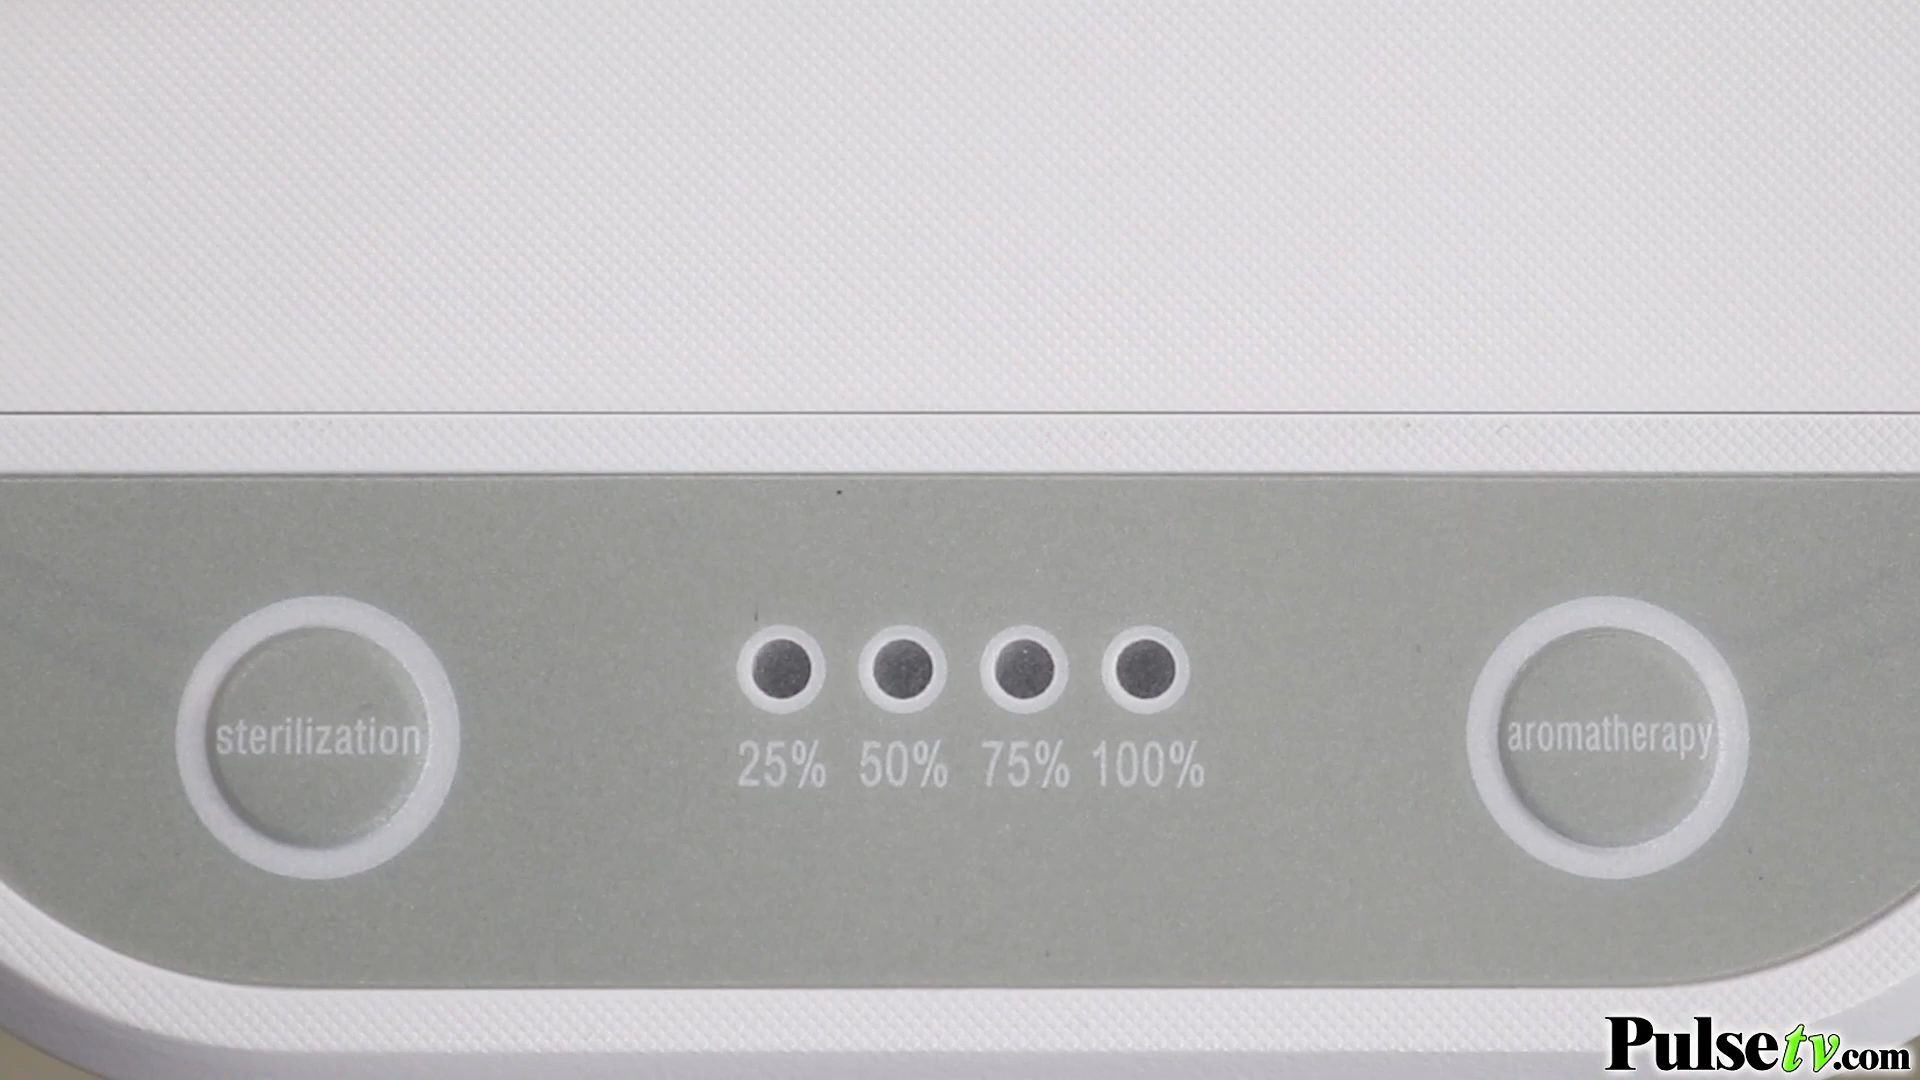 sterilization
25% 50% 75% 100%
aromatherapy
Pulsetv.com